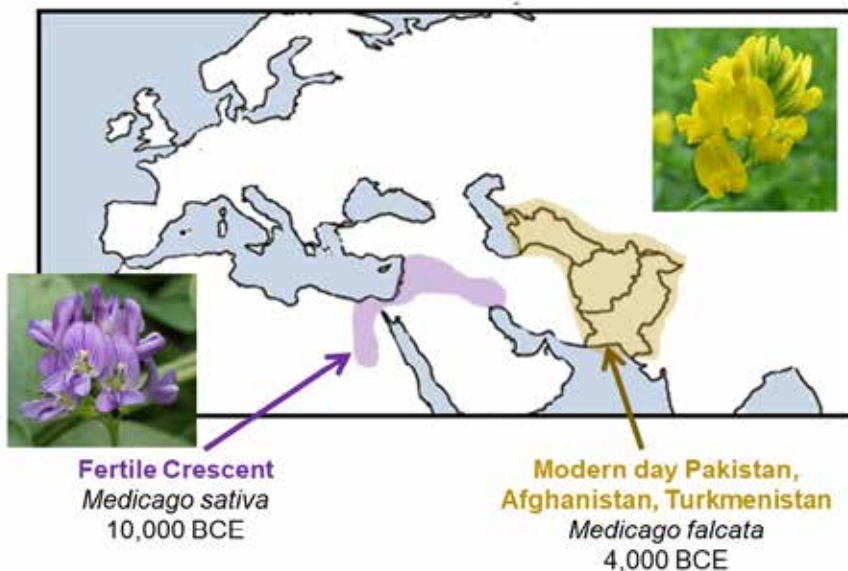 Fertile Crescent
Medicago sativa
10,000 BCE
Modern day Pakistan,
Afghanistan, Turkmenistan
Medicago falcata
4,000 BCE